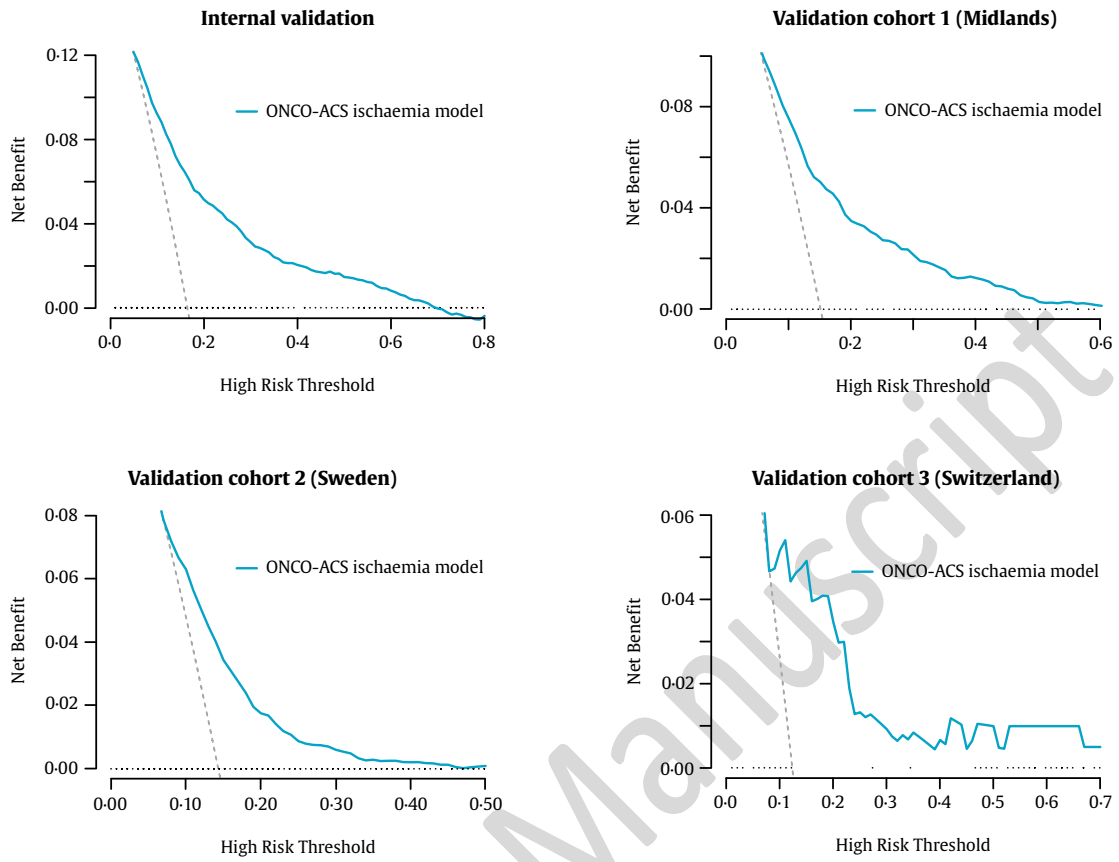 Internal validation
0·12
0·08
0·04
0·00
Net Benefit
ONCO-ACS ischaemia model
0·0 0·2 0·4 0·6 0·8
High Risk Threshold
Validation cohort 1 (Midlands)
0·08
0·04
0·00
Net Benefit
ONCO-ACS ischaemia model
0·0 0·2 0·4 0·6
High Risk Threshold
Validation cohort 2 (Sweden)
0·08
0·06
0·04
0·02
0·00
Net Benefit
ONCO-ACS ischaemia model
0·00 0·10 0·20 0·30 0·40 0·50
High Risk Threshold
Validation cohort 3 (Switzerland)
0·06
0·04
0·02
0·00
Net Benefit
ONCO-ACS ischaemia model
0·0 0·1 0·2 0·3 0·4 0·5 0·6 0·7
High Risk Threshold
Manuscript